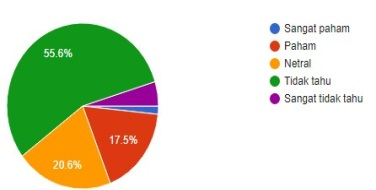 55.6%
20.6%
17.5%
Sangat paham
Paham
Netral
Tidak tahu
Sangat tidak tahu